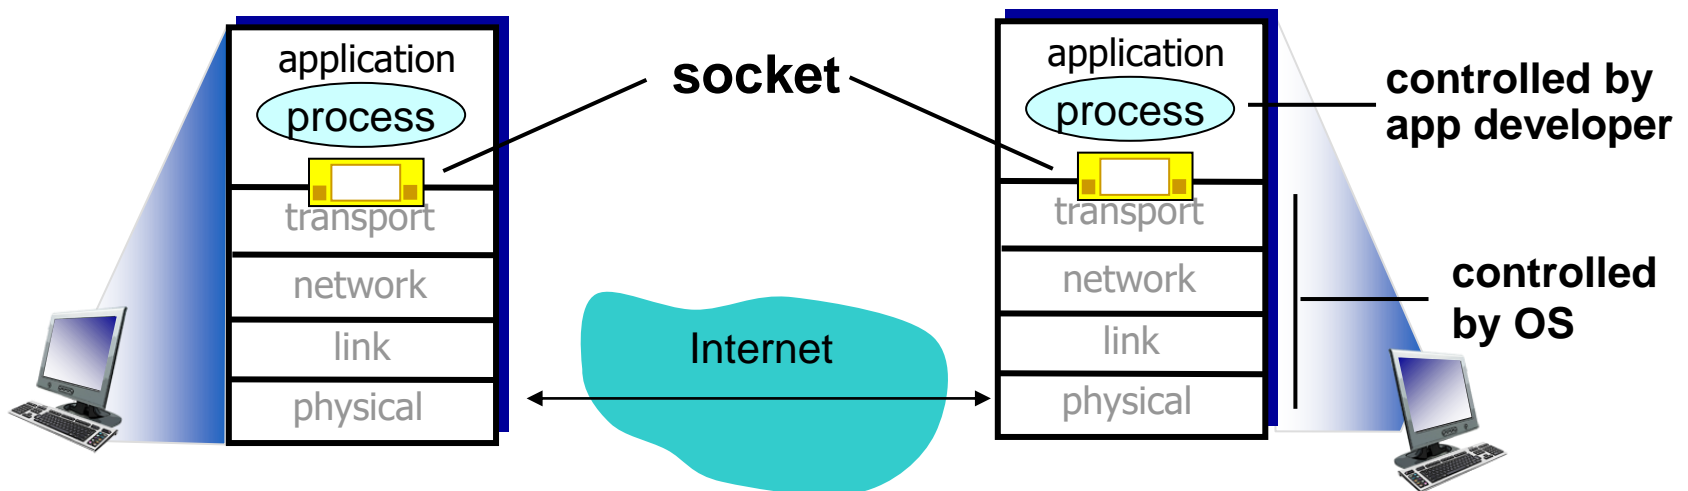 application
process
transport
network
link
physical
socket
Internet
application
process
transport
network
link
physical
controlled by
app developer
controlled
by OS